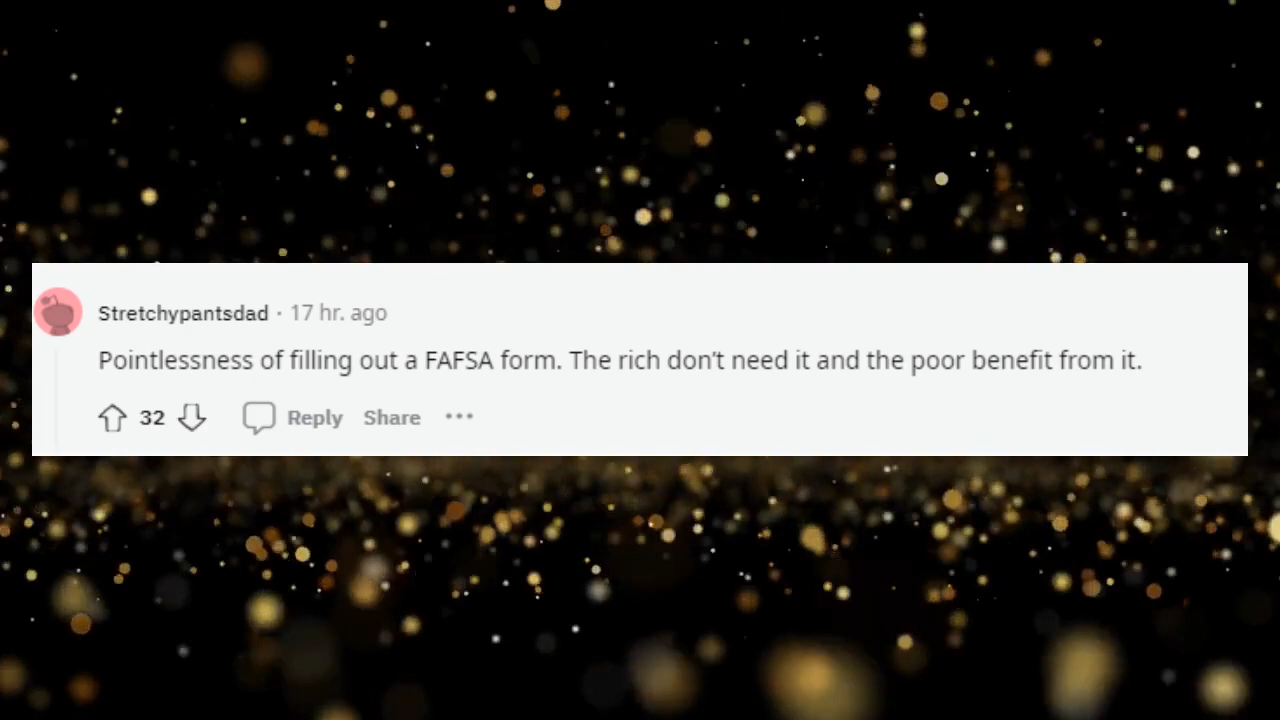 Stretchypantsdad · 17 hr. ago
Pointlessness of filling out a FAFSA form. The rich don’t need it and the poor benefit from it.
32 Reply Share ···